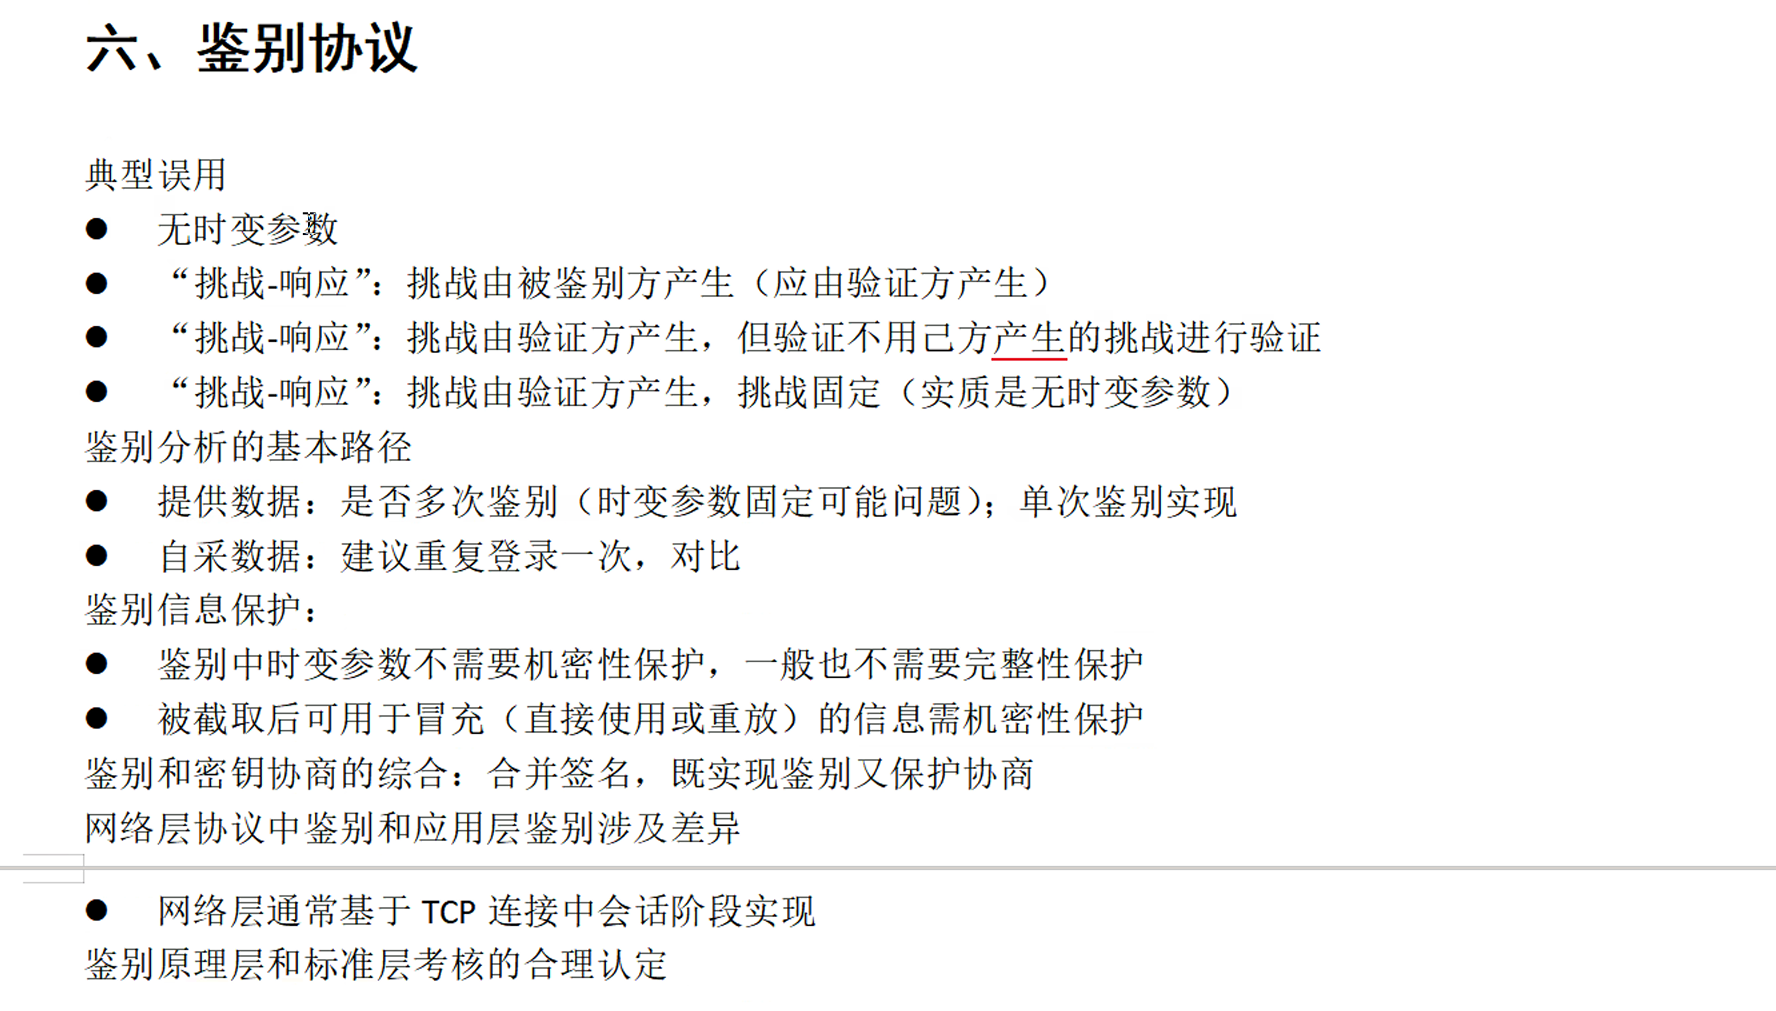 六、鉴别协议
典型误用
● 无时变参数
● “挑战-响应”：挑战由被鉴别方产生（应由验证方产生）
● “挑战-响应”：挑战由验证方产生，但验证不用己方产生的挑战进行验证
● “挑战-响应”：挑战由验证方产生，挑战固定（实质是无时变参数）
鉴别分析的基本路径
● 提供数据：是否多次鉴别（时变参数固定可能问题）；单次鉴别实现
● 自采数据：建议重复登录一次，对比
鉴别信息保护：
● 鉴别中时变参数不需要机密性保护，一般也不需要完整性保护
● 被截取后可用于冒充（直接使用或重放）的信息需机密性保护
鉴别和密钥协商的综合：合并签名，既实现鉴别又保护协商
网络层协议中鉴别和应用层鉴别涉及差异
● 网络层通常基于 TCP 连接中会话阶段实现
鉴别原理层和标准层考核的合理认定